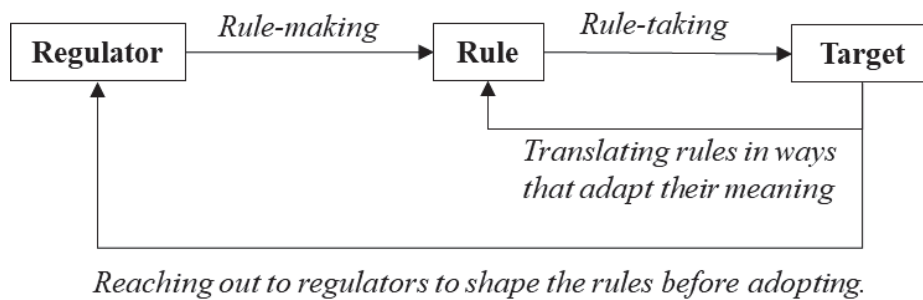 Rule-making
Rule-taking
Regulator
Rule
Target
Translating rules in ways
that adapt their meaning
Reaching out to regulators to shape the rules before adopting.